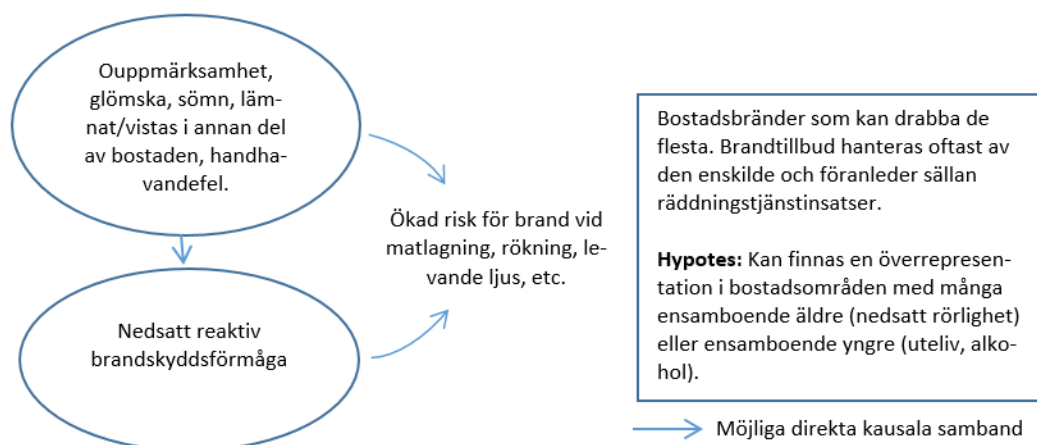 Ouppmärksamhet,
glömska, sömn, läm-
nat/vistas i annan del
av bostaden, handha-
vandefel.
Nedsatt reaktiv
brandskyddsförmåga
Ökad risk för brand vid
matlagning, rökning, le-
vande ljus, etc.
Bostadsbränder som kan drabba de
flesta. Brandtillbud hanteras oftast av
den enskilde och föranleder sällan
räddningstjänstinsatser.
Hypotes: Kan finnas en överrepresen-
tation i bostadsområden med många
ensamboende äldre (nedsatt rörlighet)
eller ensamboende yngre (uteliv, alko-
hol).
Möjliga direkta kausala samband